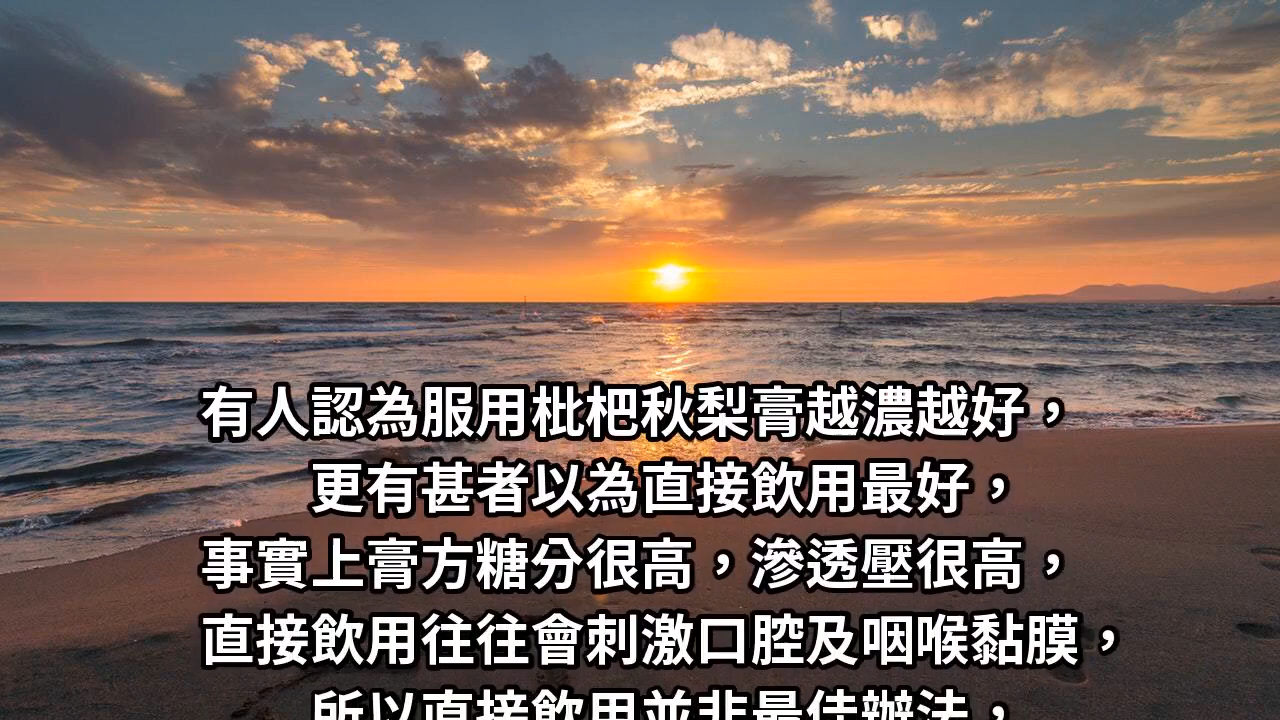 有人認為服用枇杷秋梨膏越濃越好，
更有甚者以為直接飲用最好，
事實上膏方糖分很高，滲透壓很高，
直接飲用往往會刺激口腔及咽喉黏膜，
所以直接飲用並非最佳辦法，